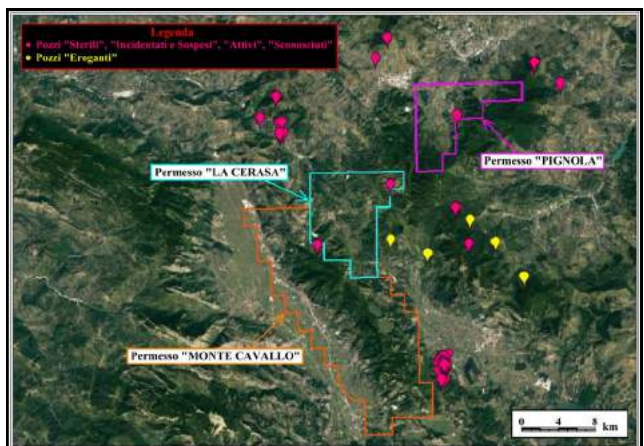 Legenda
Pozzi "Sterili", "Incidentati e Sospesi", "Attivi", "Sconosciuti"
Pozzi "Eroganti"
Permesso "PIGNOLA"
Permesso "LA CERASA"
Permesso "MONTE CAVALLO"
0 4 8
km